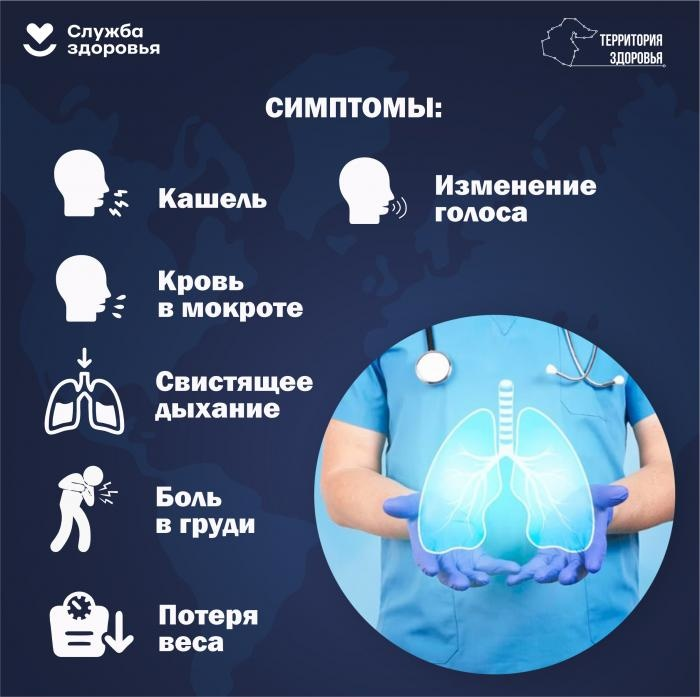 Служба
здоровья
ТЕРРИТОРИЯ
ЗДОРОВЬЯ
СИМПТОМЫ:
Кашель
Изменение
голоса
Кровь
в мокроте
Свистящее
дыхание
Боль
в груди
Потеря
веса